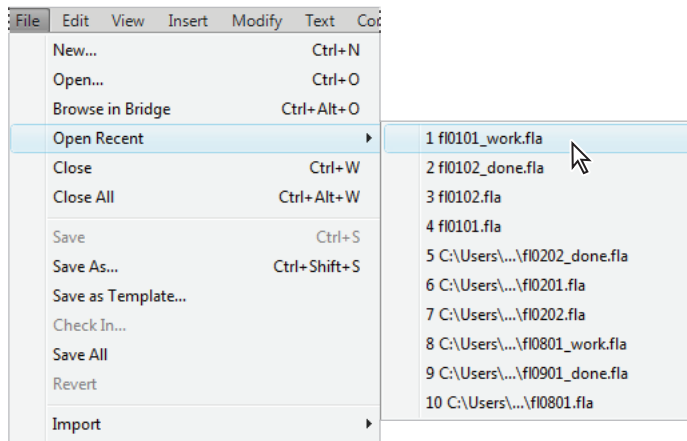 File Edit View Insert Modify Text
New... Ctrl+N
Open... Ctrl+O
Browse in Bridge Ctrl+Alt+O
Open Recent
Close Ctrl+W
Close All Ctrl+Alt+W
Save Ctrl+S
Save As... Ctrl+Shift+S
Save as Template...
Check In...
Save All
Revert
Import
1 fl0101_work.fla
2 fl0102_done.fla
3 fl0102.fla
4 fl0101.fla
5 C:\Users\...\fl0202_done.fla
6 C:\Users\...\fl0201.fla
7 C:\Users\...\fl0202.fla
8 C:\Users\...\fl0801_work.fla
9 C:\Users\...\fl0901_done.fla
10 C:\Users\...\fl0801.fla